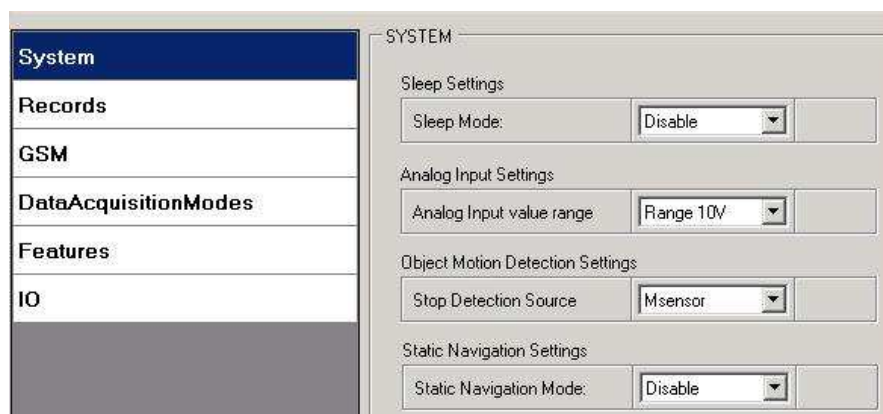 System
Records
GSM
DataAcquisitionModes
Features
IO
SYSTEM
Sleep Settings
Sleep Mode: Disable
Analog Input Settings
Analog Input value range Range 10V
Object Motion Detection Settings
Stop Detection Source Msensor
Static Navigation Settings
Static Navigation Mode: Disable